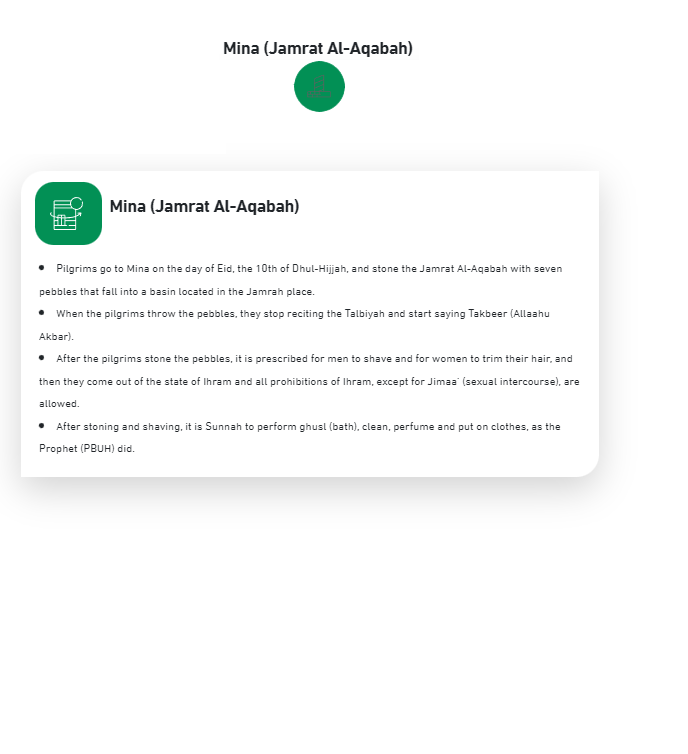 Mina (Jamrat Al-Aqabah)
Mina (Jamrat Al-Aqabah)
• Pilgrims go to Mina on the day of Eid, the 10th of Dhul-Hijjah, and stone the Jamrat Al-Aqabah with seven
pebbles that fall into a basin located in the Jamrah place.
• When the pilgrims throw the pebbles, they stop reciting the Talbiyah and start saying Takbeer (Allaahu
Akbar).
• After the pilgrims stone the pebbles, it is prescribed for men to shave and for women to trim their hair, and
then they come out of the state of Ihram and all prohibitions of Ihram, except for Jimaa` (sexual intercourse), are
allowed.
• After stoning and shaving, it is Sunnah to perform ghusl (bath), clean, perfume and put on clothes, as the
Prophet (PBUH) did.